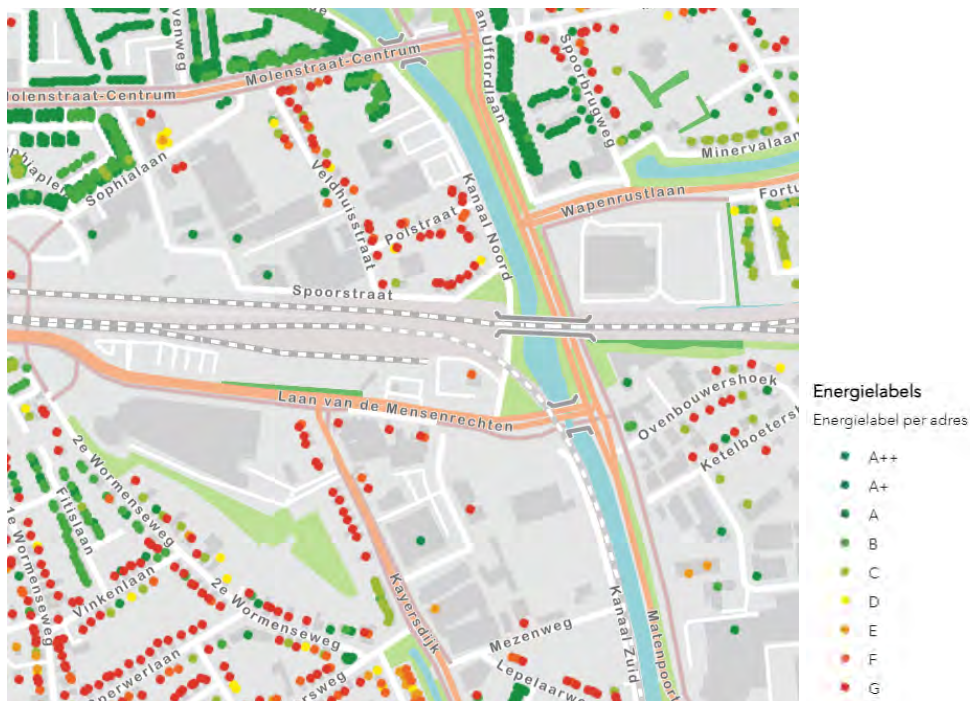 Molenstraat-Centrum
Molenstraat-Centrum
Spoorbrugweg
Minervalaan
Sophialaan
Veldhuisstraat
Polstraat
Kanaal Noord
Wapenrustlaan
Spoorstraat
Laan van de Mensenrechten
Ovenbouwershoek
2e Wormenseweg
Fitislaan
Vinkenlaan
2e Wormenseweg
Kayersdijk
Mezenweg
Kanaal Zuid
Matenpoort
Energielabels
Energielabel per adres
A++
A+
A
B
C
D
E
F
G